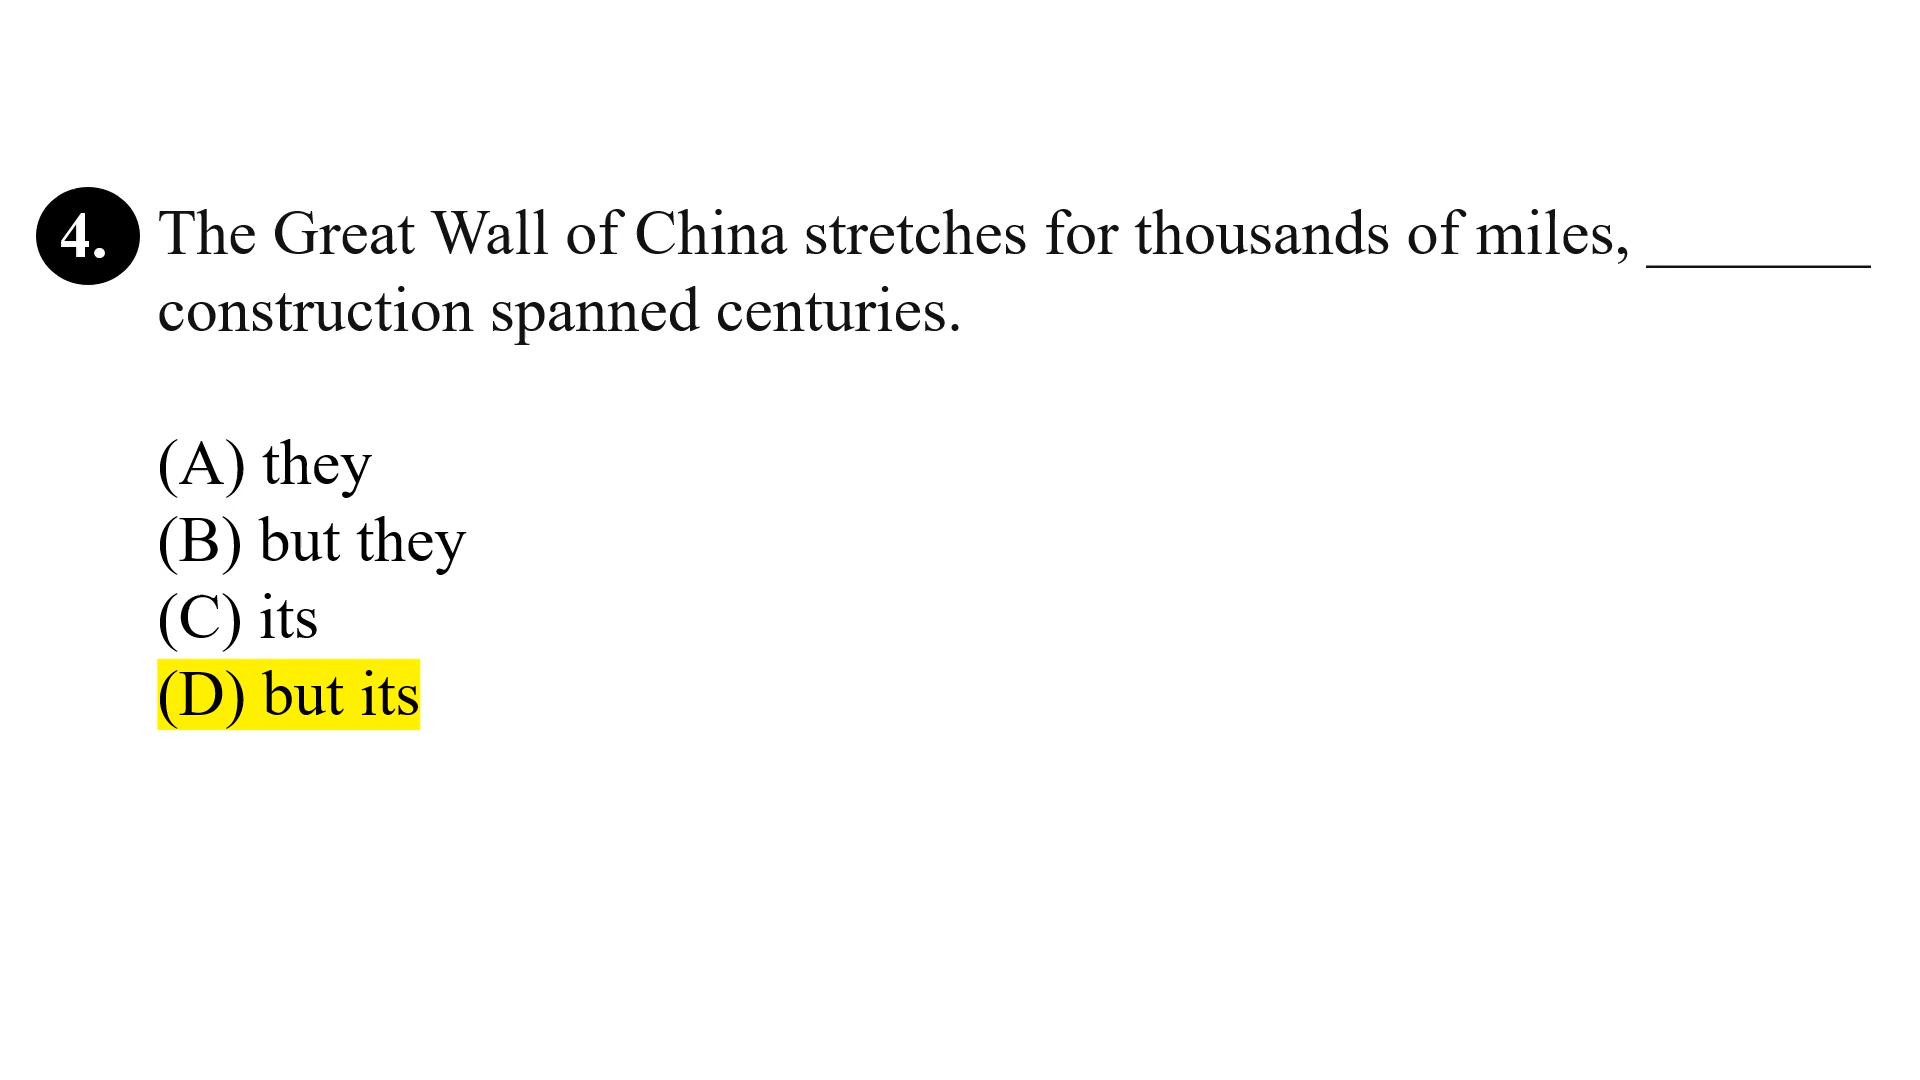 4. The Great Wall of China stretches for thousands of miles, ________
construction spanned centuries.
(A) they
(B) but they
(C) its
(D) but its